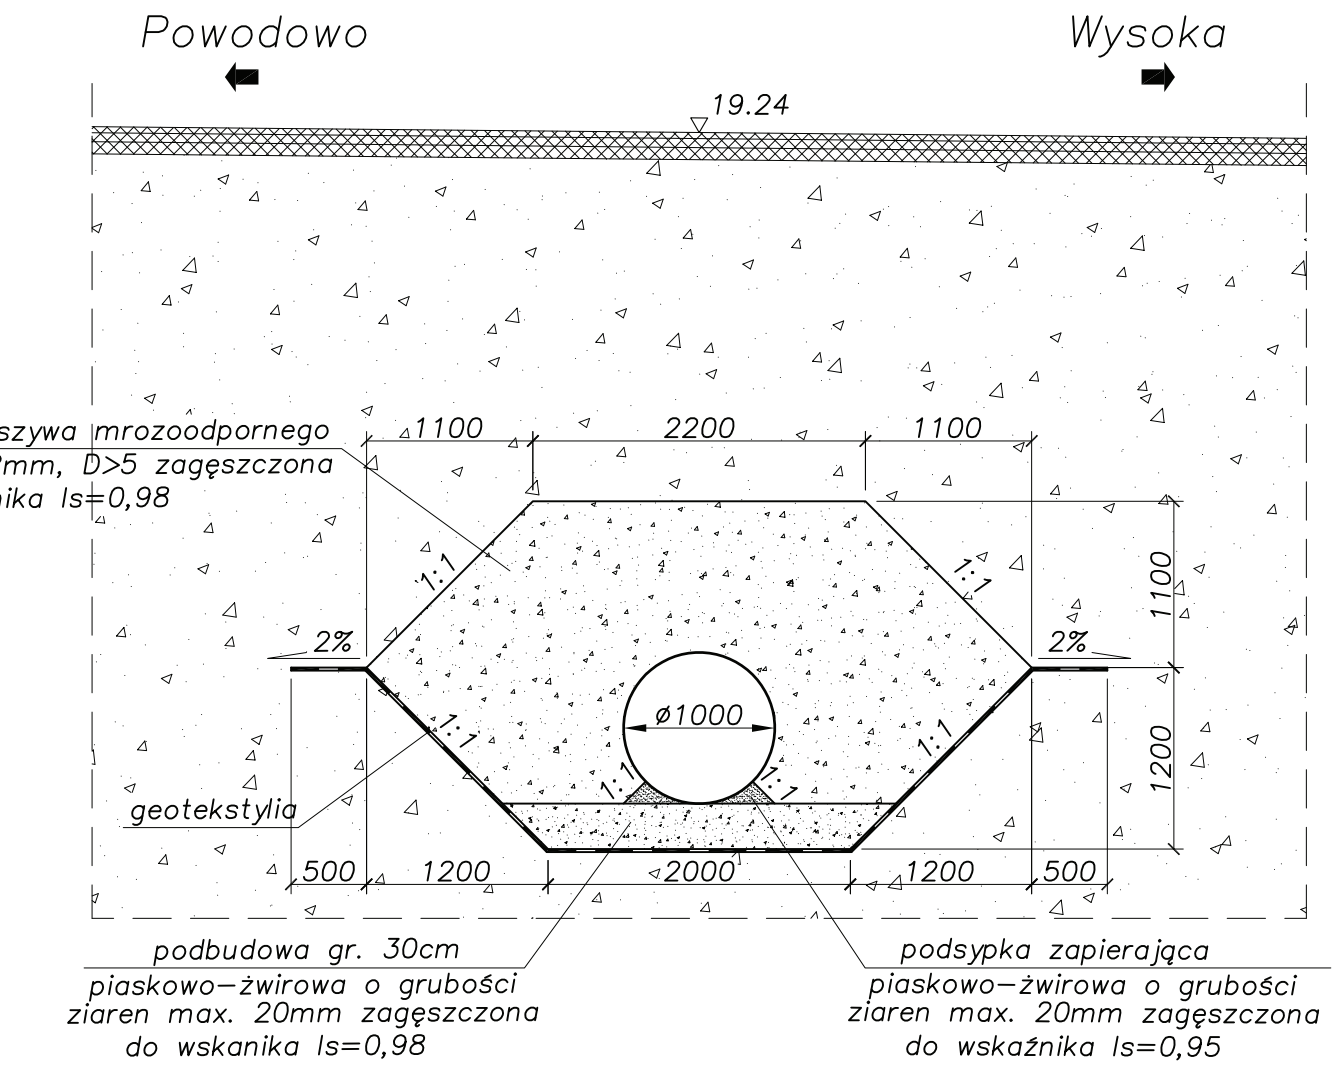 Powodowo
Wysoka
19.24
szywa mrozoodpornego
mm, D>5 zagęszczona
nika Is=0,98
1100
2200
1100
1:1
1:1
1100
2%
2%
ø1000
1:1
1:1
1:1
1:1
1200
geotekstylia
500
1200
2000
1200
500
podbudowa gr. 30cm
piaskowo-żwirowa o grubości
ziaren max. 20mm zagęszczona
do wskanika Is=0,98
podsypka zapierająca
piaskowo-żwirowa o grubości
ziaren max. 20mm zagęszczona
do wskaźnika Is=0,95